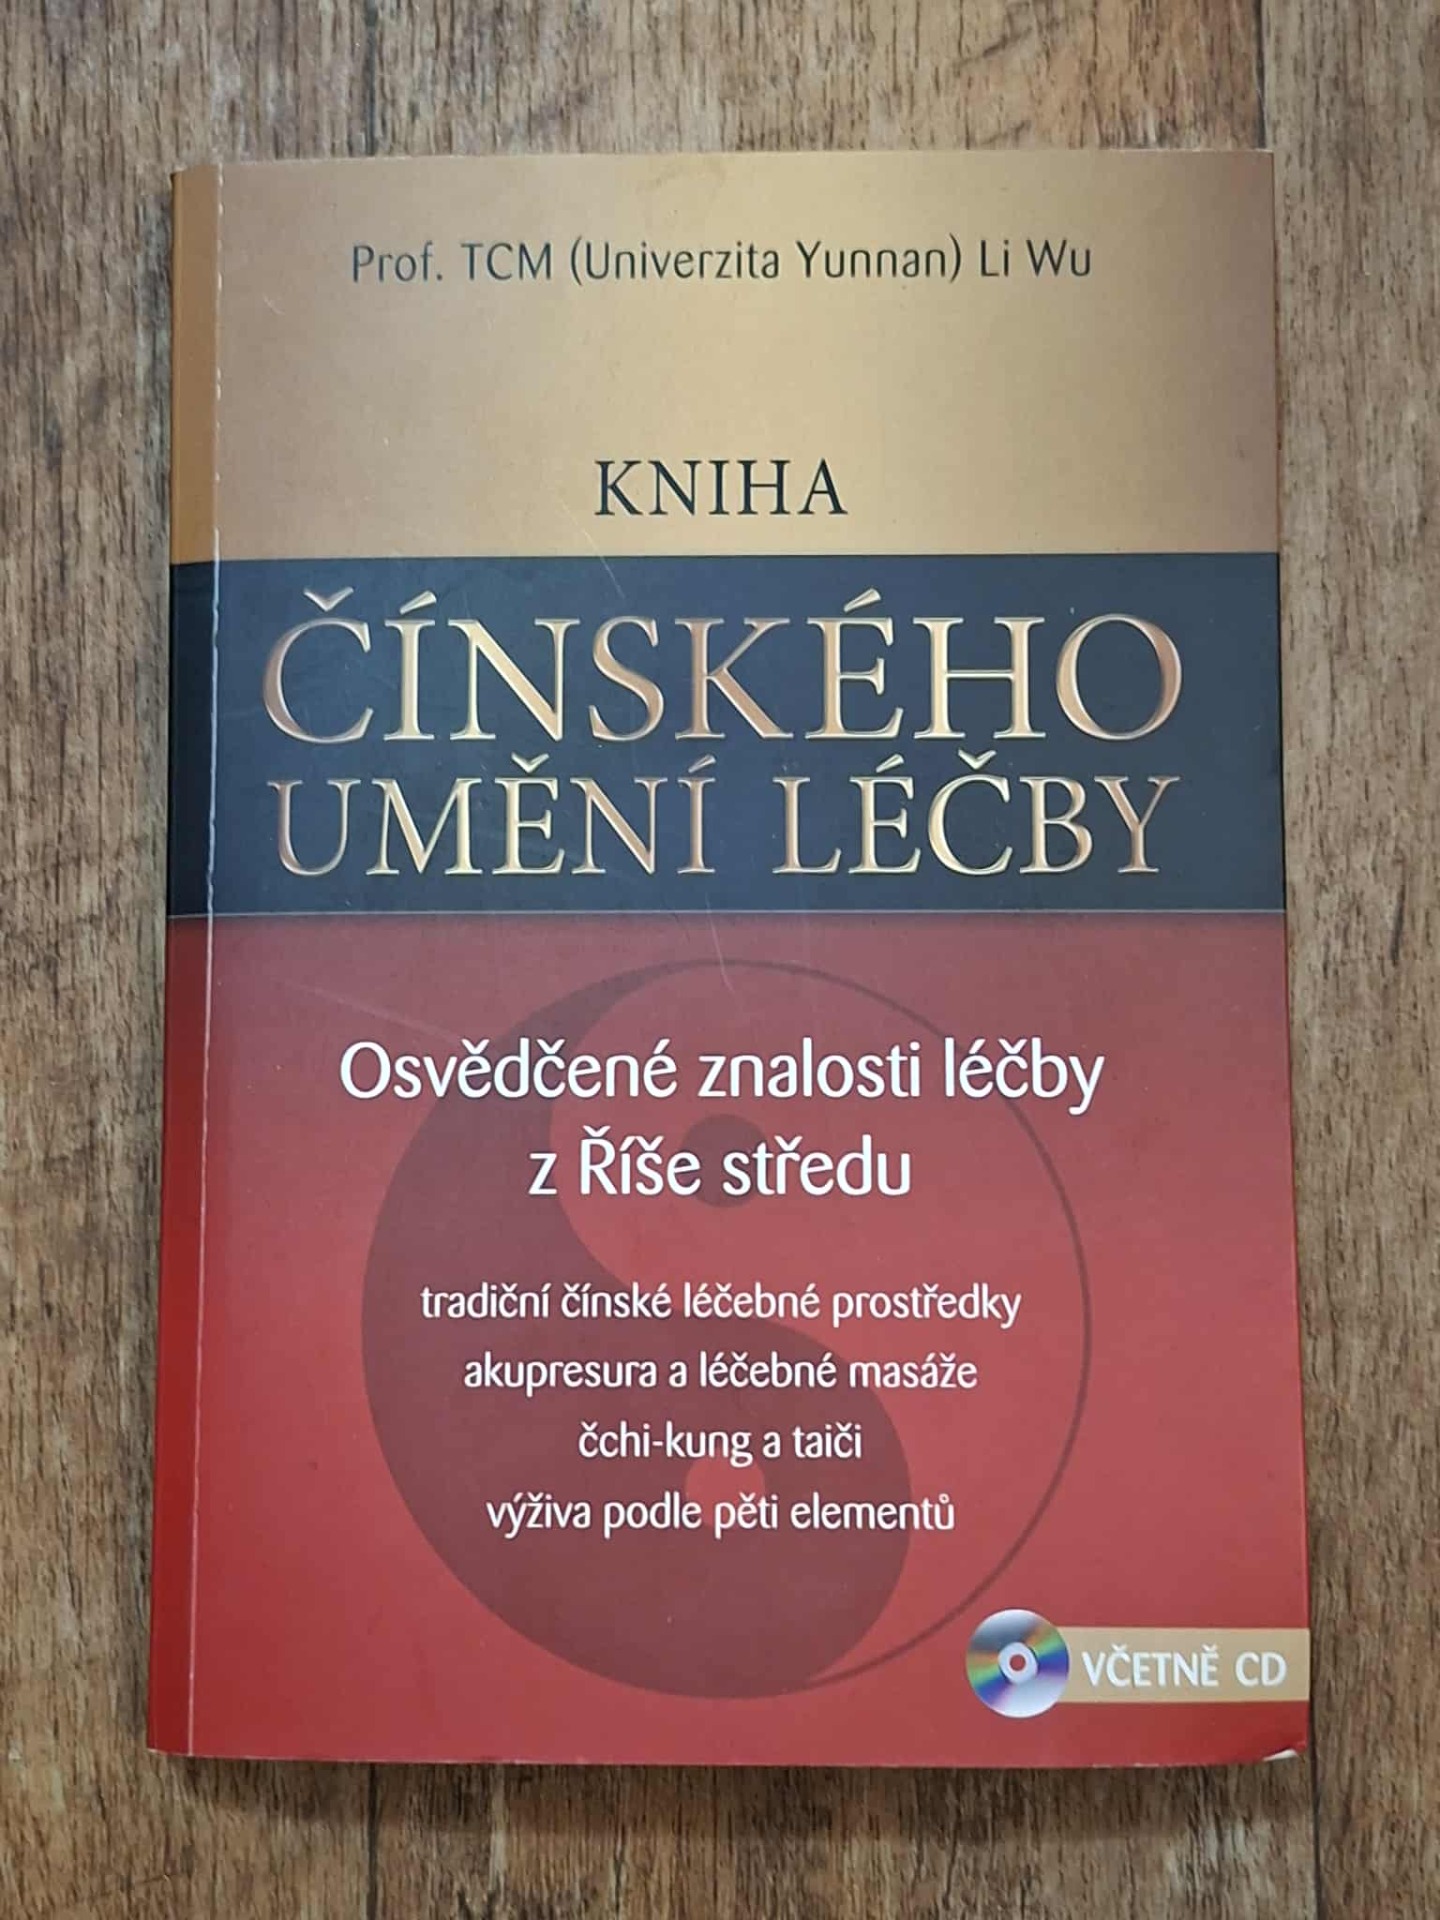 Prof. TCM (Univerzita Yunnan) Li Wu
KNIHA
ČÍNSKÉHO
UMĚNÍ LÉČBY
Osvědčené znalosti léčby
z Říše středu
tradiční čínské léčebné prostředky
akupresura a léčebné masáže
čchi-kung a taiči
výživa podle pěti elementů
VČETNĚ CD